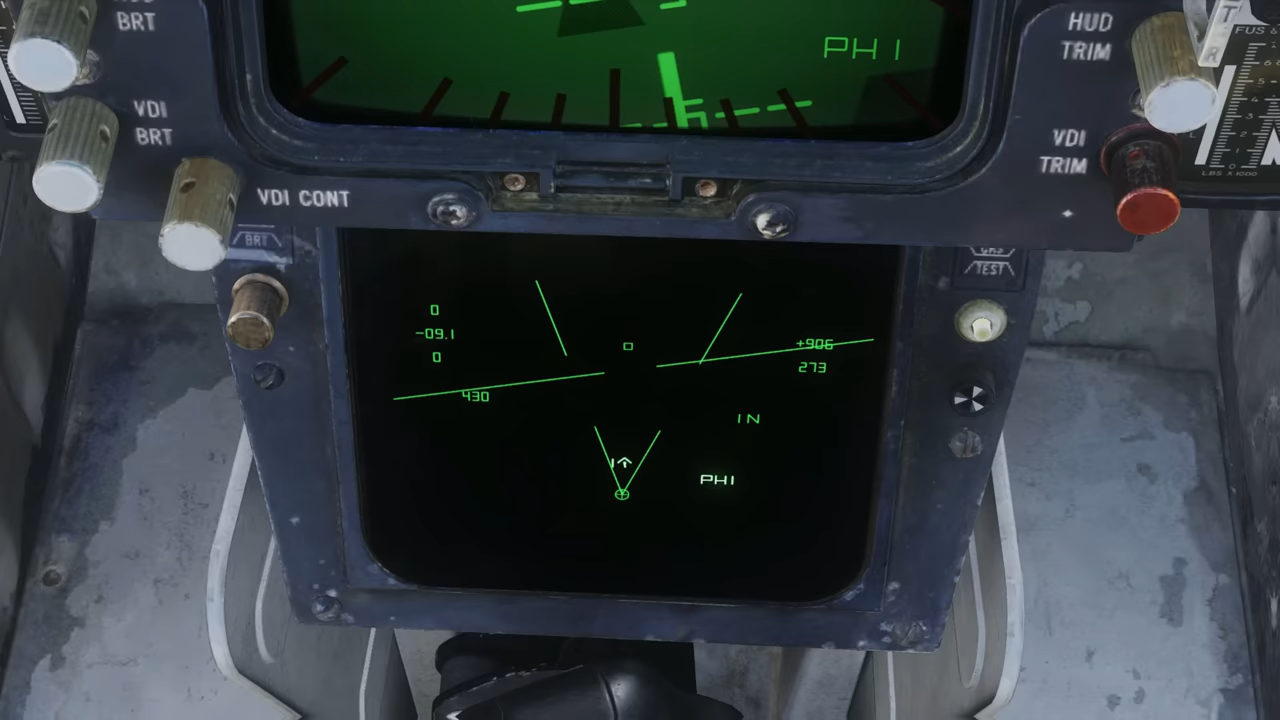 BRT
HUD
TRIM
T
R
FUS &
PH I
VDI
BRT
VDI
TRIM
L
LBS X 1000
VDI CONT
BRT
TEST
0
-09.1
0
430
+906
273
IN
PHI